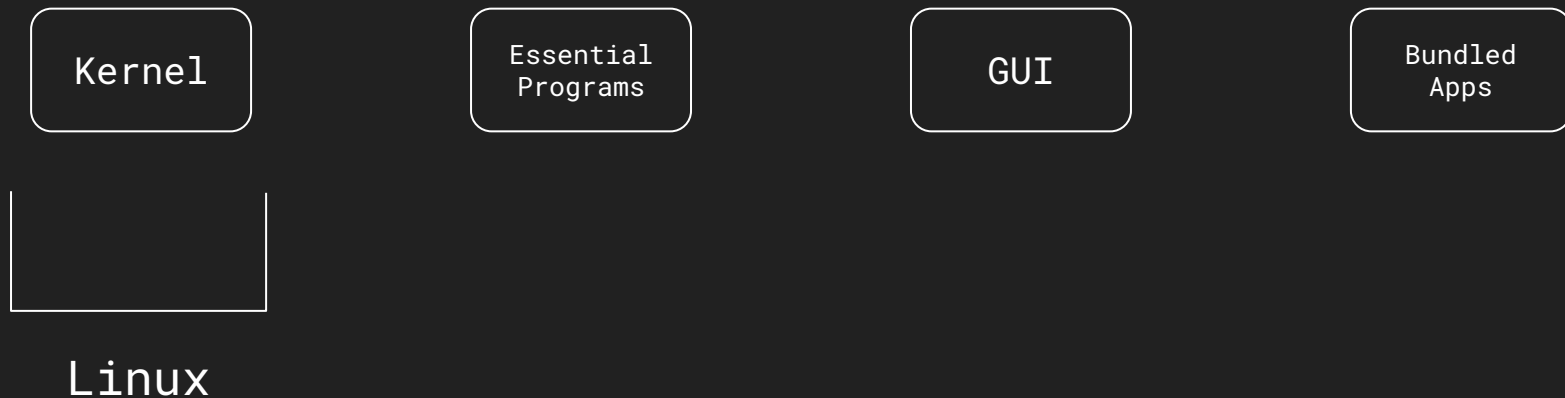 Kernel
Essential
Programs
GUI
Bundled
Apps
Linux